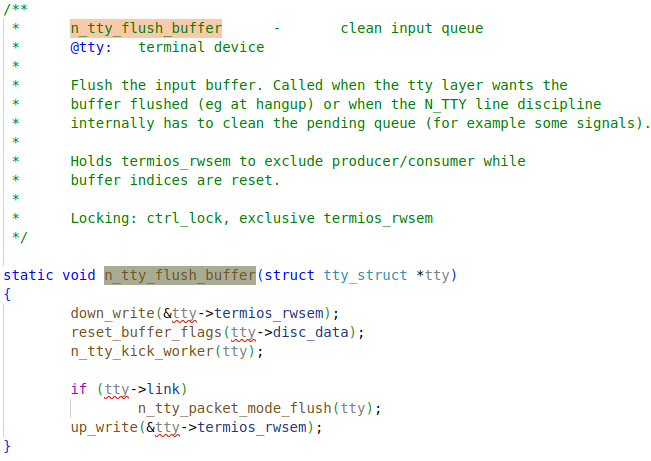 /**
 *	n_tty_flush_buffer	-	clean input queue
 *	@tty:	terminal device
 *
 *	Flush the input buffer. Called when the tty layer wants the
 *	buffer flushed (eg at hangup) or when the N_TTY line discipline
 *	internally has to clean the pending queue (for example some signals).
 *
 *	Holds termios_rwsem to exclude producer/consumer while
 *	buffer indices are reset.
 *
 *	Locking: ctrl_lock, exclusive termios_rwsem
 */
static void n_tty_flush_buffer(struct tty_struct *tty)
{
	down_write(&tty->termios_rwsem);
	reset_buffer_flags(tty->disc_data);
	n_tty_kick_worker(tty);
	if (tty->link)
		n_tty_packet_mode_flush(tty);
	up_write(&tty->termios_rwsem);
}